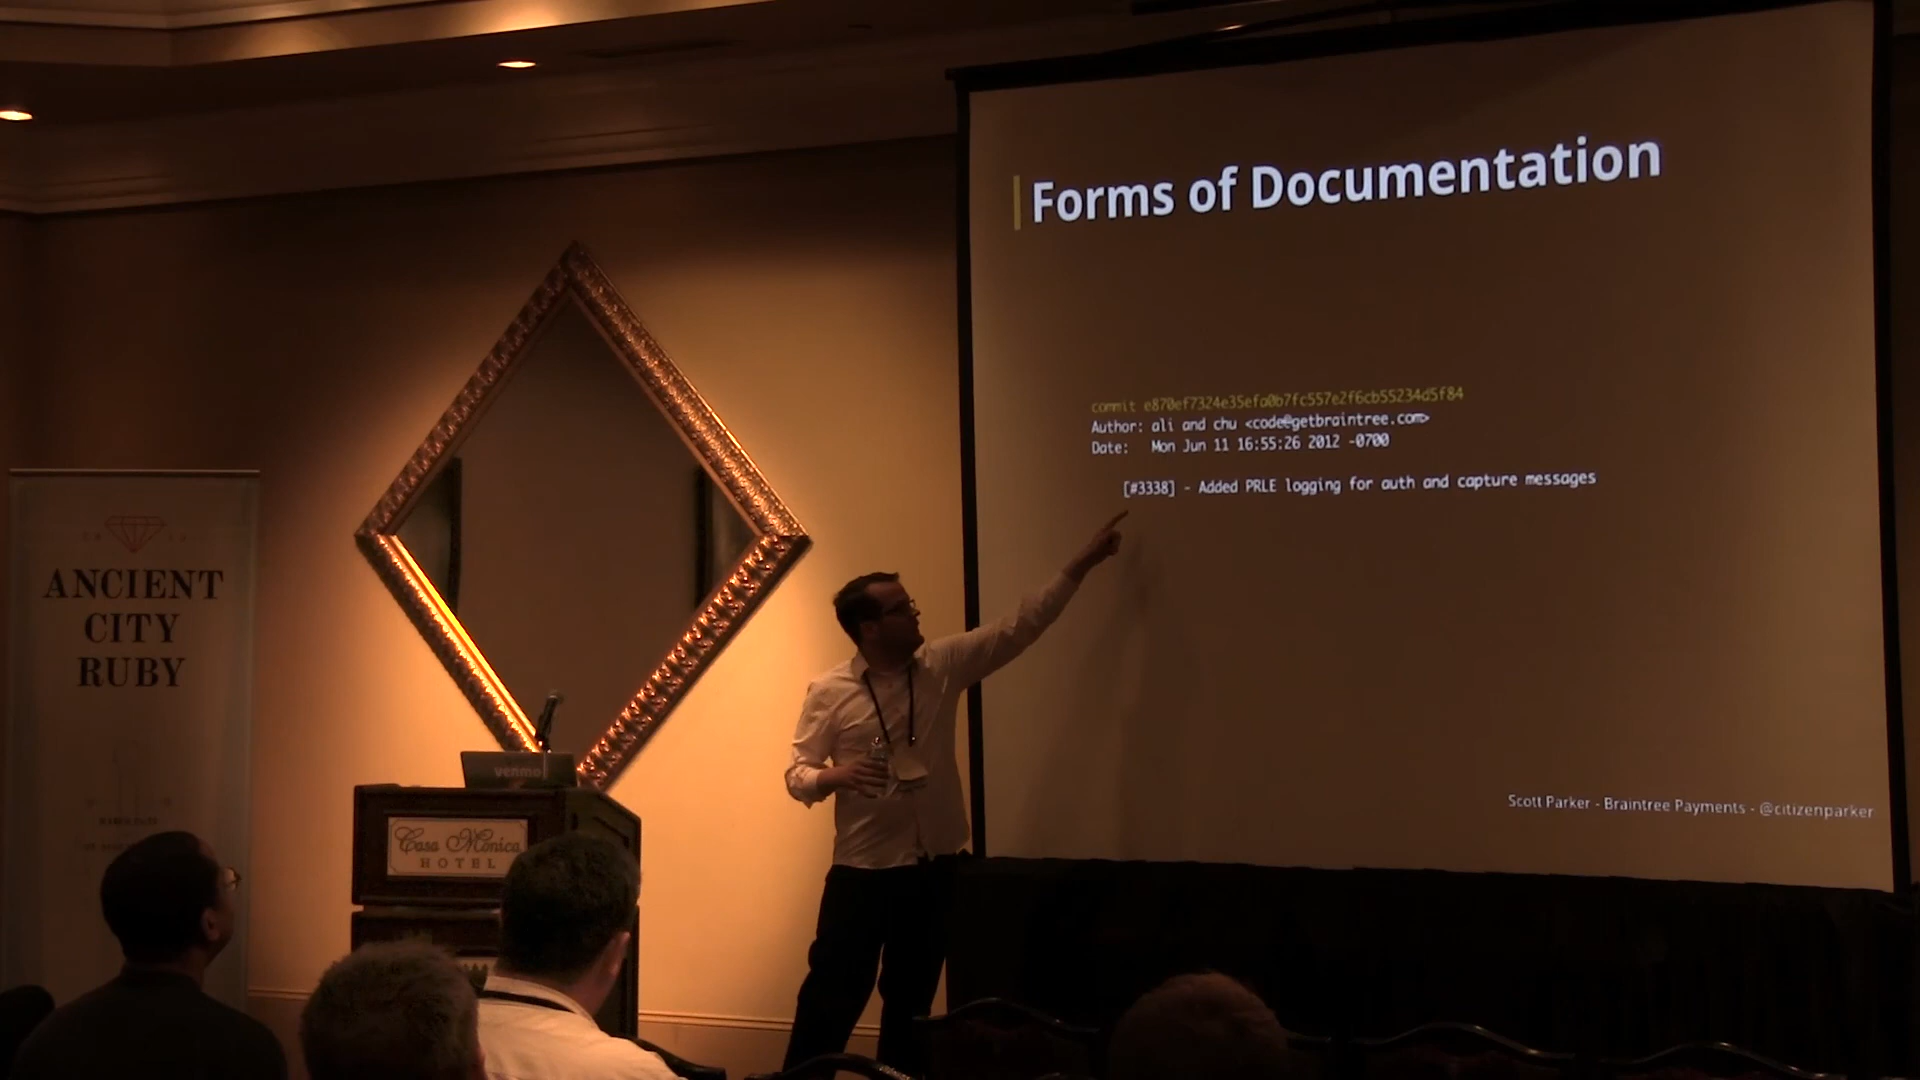 Forms of Documentation
commit e870ef7324e35efa0b7fc557e2f6cb55234d5f84
Author: ali and chu <code@getbraintree.com>
Date: Mon Jun 11 16:55:26 2012 -0700
[#3338] - Added PRLE logging for auth and capture messages
Scott Parker - Braintree Payments - @citizenparker
ANCIENT
CITY
RUBY
venmo
Casa Monica
HOTEL